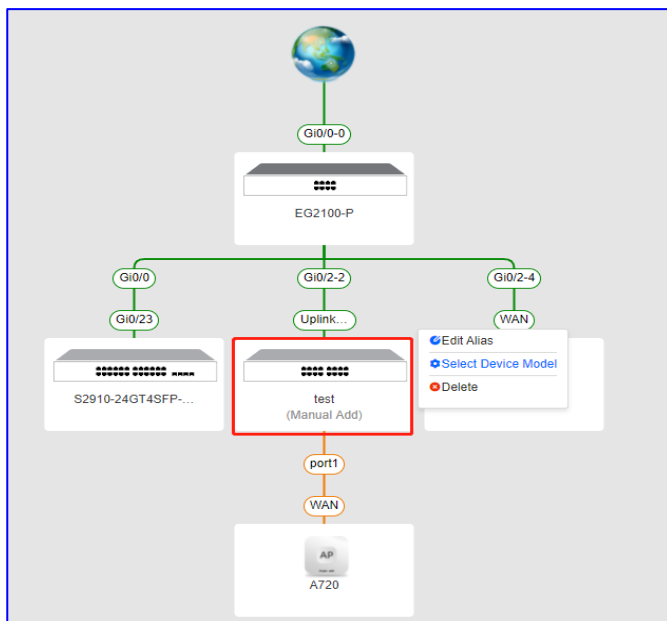 Gi0/0-0
EG2100-P
Gi0/0 Gi0/2-2 Gi0/2-4
Gi0/23 Uplink... WAN
S2910-24GT4SFP-...
test
(Manual Add)
Edit Alias
Select Device Model
Delete
port1
WAN
AP
A720